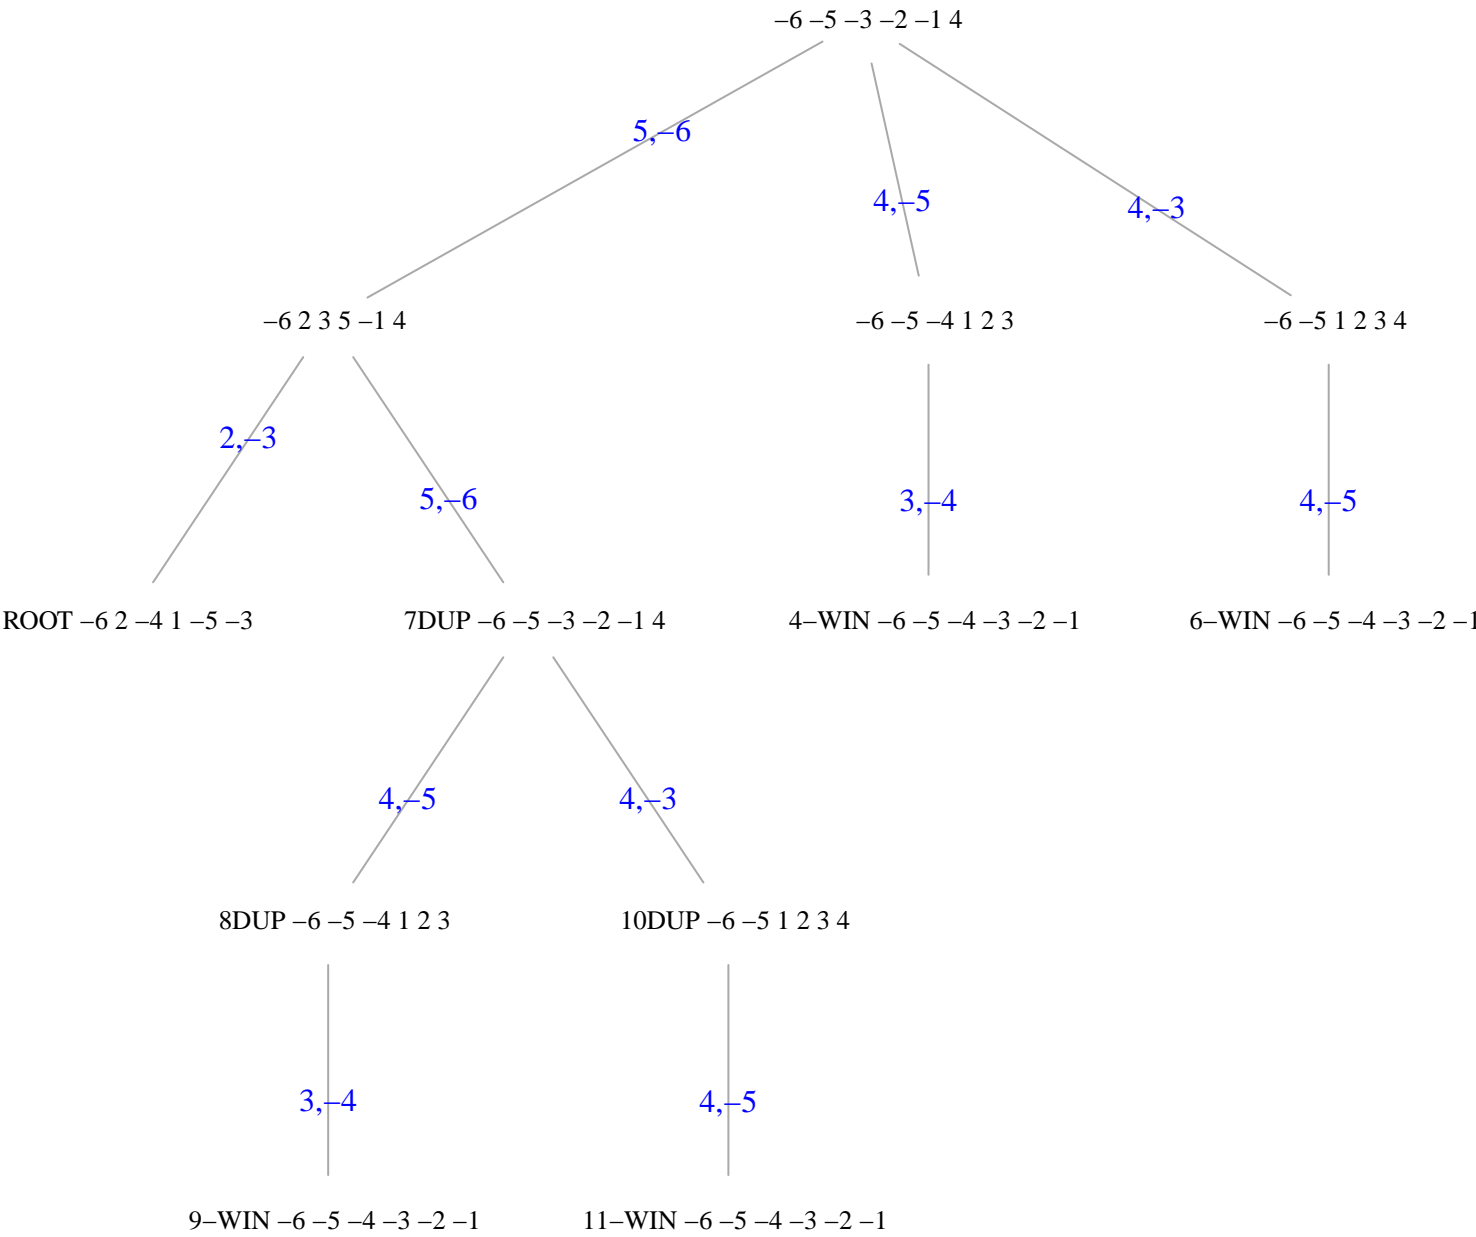 −6 −5 −3 −2 −1 4
5,−6
4,−5
4,−3
−6 2 3 5 −1 4
−6 −5 −4 1 2 3
−6 −5 1 2 3 4
2,−3
5,−6
3,−4
4,−5
ROOT −6 2 −4 1 −5 −3
7DUP −6 −5 −3 −2 −1 4
4−WIN −6 −5 −4 −3 −2 −1
6−WIN −6 −5 −4 −3 −2 −1
4,−5
4,−3
8DUP −6 −5 −4 1 2 3
10DUP −6 −5 1 2 3 4
3,−4
4,−5
9−WIN −6 −5 −4 −3 −2 −1
11−WIN −6 −5 −4 −3 −2 −1